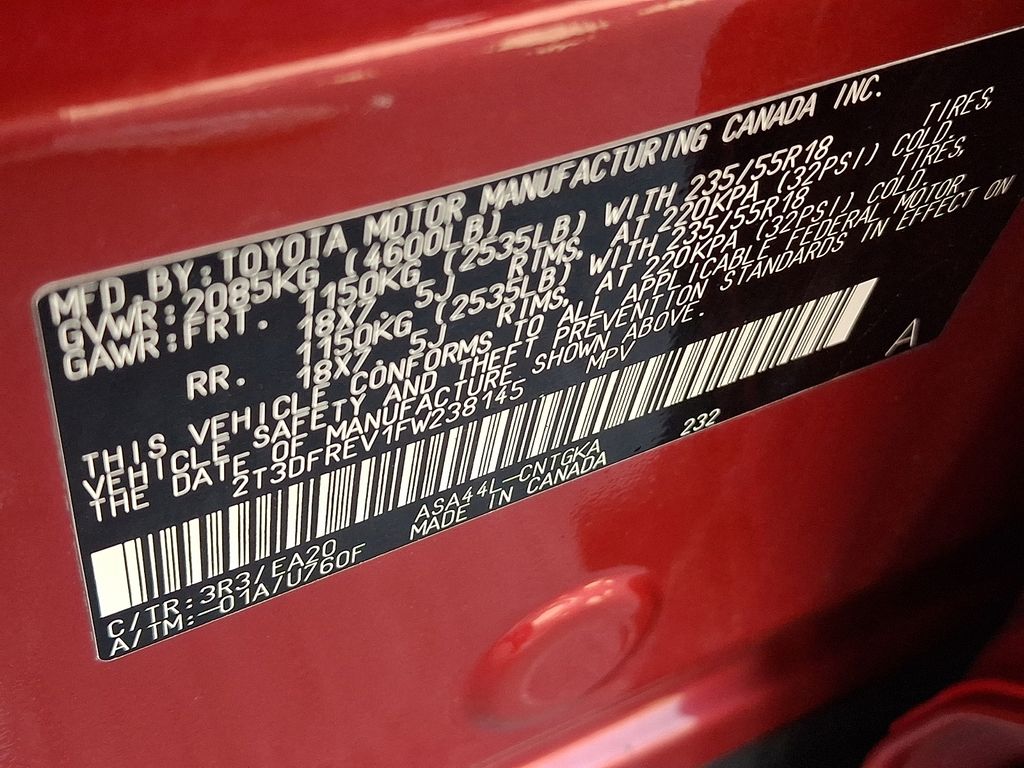 MFD. BY: TOYOTA MOTOR MANUFACTURING CANADA INC.
GVWR: 2085KG (4600LB)
GAWR: FRT. 1150KG (2535LB) WITH 235/55R18 TIRES,
18X7. 5J RIMS, AT 220KPA (32PSI) COLD.
RR. 1150KG (2535LB) WITH 235/55R18 TIRES,
18X7. 5J RIMS, AT 220KPA (32PSI) COLD.
THIS VEHICLE CONFORMS TO ALL APPLICABLE FEDERAL MOTOR
VEHICLE SAFETY AND THEFT PREVENTION STANDARDS IN EFFECT ON
THE DATE OF MANUFACTURE SHOWN ABOVE.
2T3DFREV1FW238145 MPV
A
C/TR: 3R3/EA20 ASA44L-CNTGKA 232
A/TM: -01A/U760F MADE IN CANADA